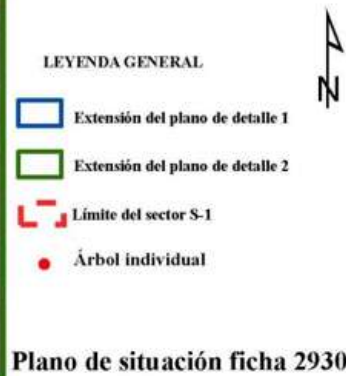 LEYENDA GENERAL
N
Extensión del plano de detalle 1
Extensión del plano de detalle 2
Límite del sector S-1
Árbol individual
Plano de situación ficha 2930